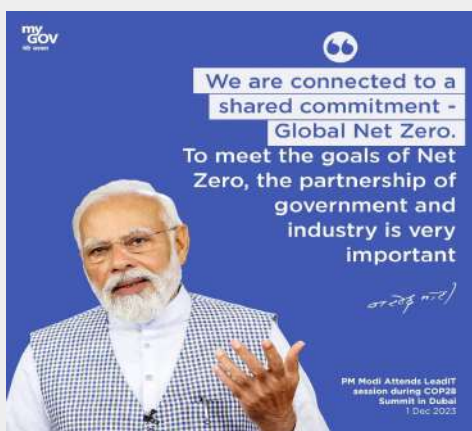 my
GOV
मेरी सरकार
We are connected to a
shared commitment -
Global Net Zero.
To meet the goals of Net
Zero, the partnership of
government and
industry is very
important
नरेन्द्र मोदी
PM Modi Attends LeadIT
session during COP28
Summit in Dubai
1 Dec 2023